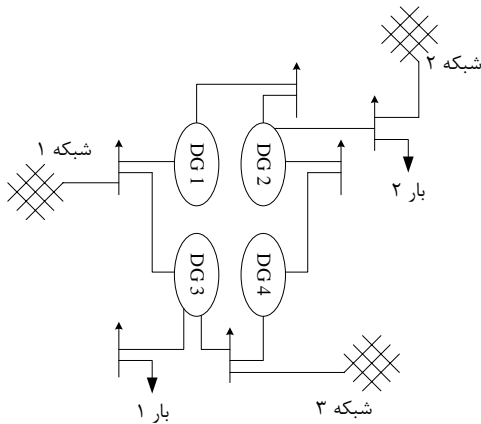 شبکه ۲
شبکه ۱
DG 1
DG 2
بار ۲
DG 3
DG 4
بار ۱
شبکه ۳